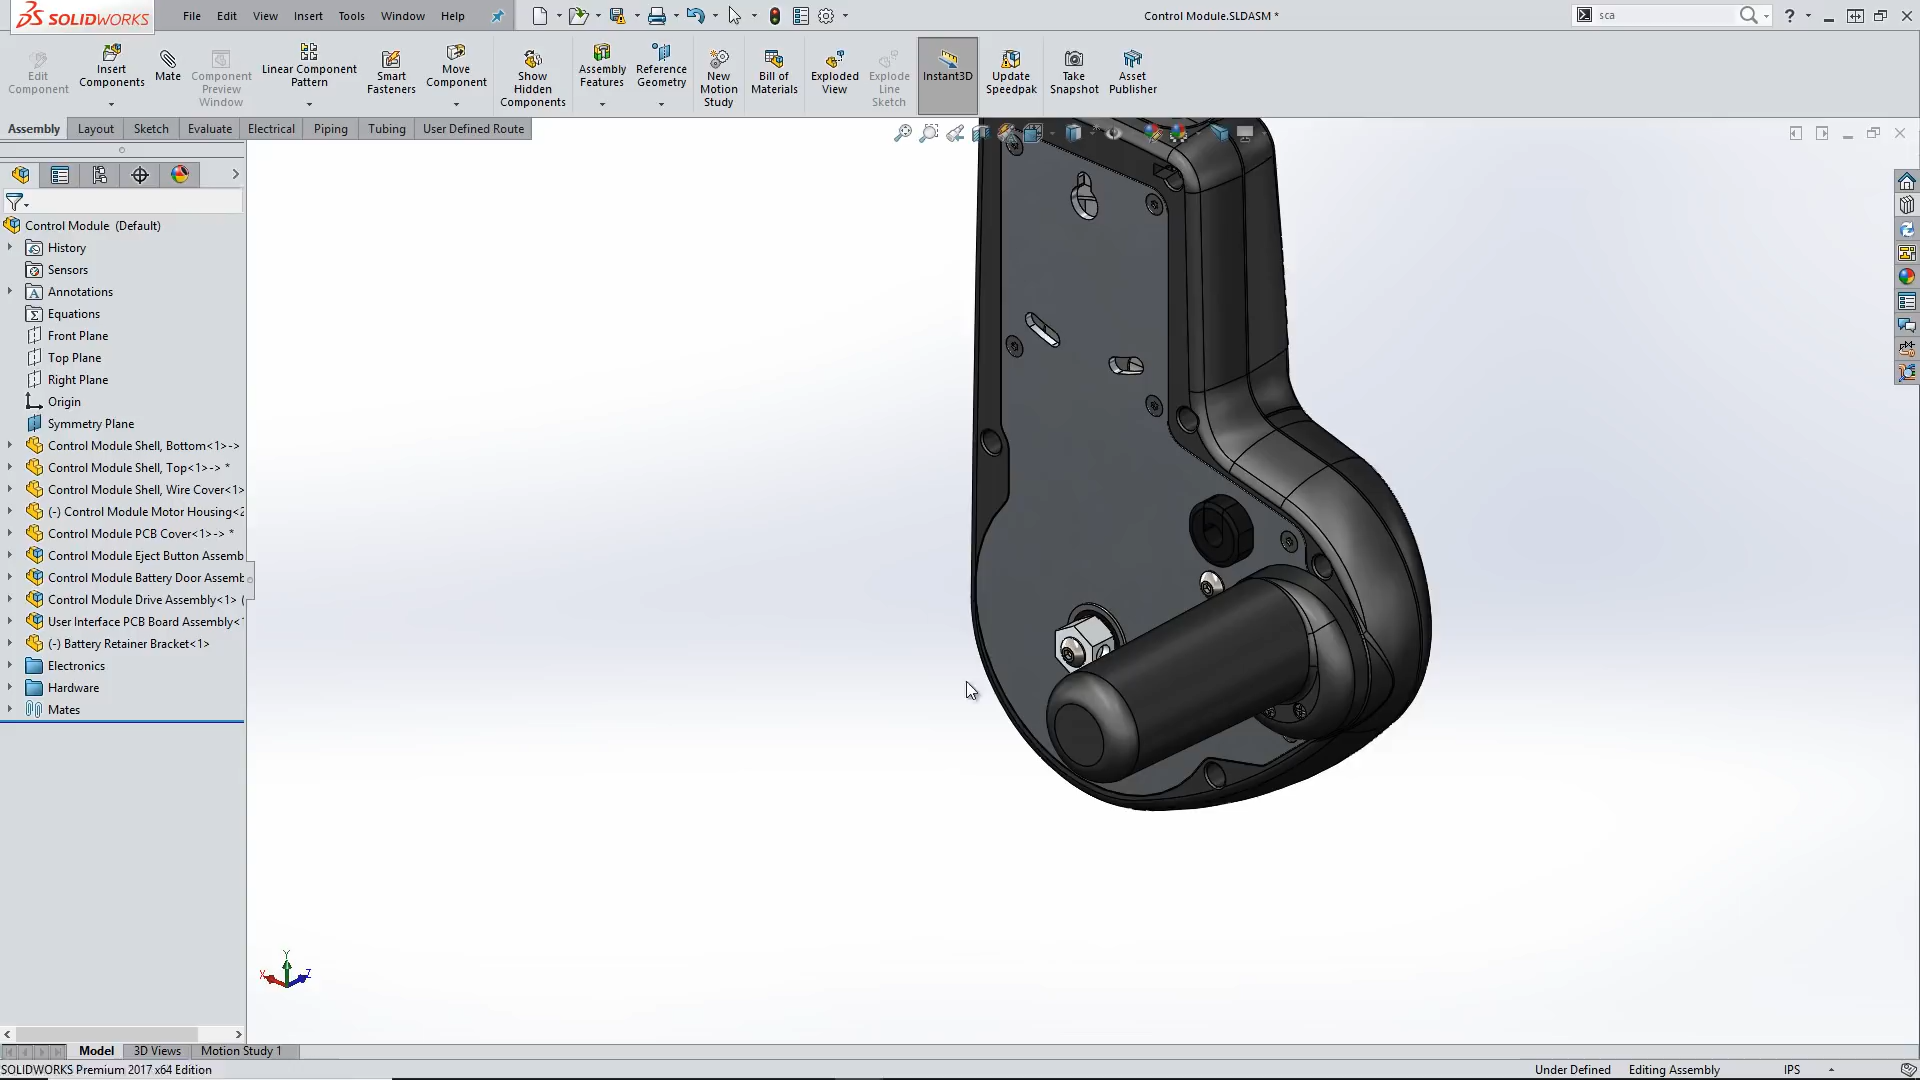 SOLIDWORKS File Edit View Insert Tools Window Help Control Module.SLDASM * sca ?
Edit Component
Insert Components
Mate
Component Preview Window
Linear Component Pattern
Smart Fasteners
Move Component
Show Hidden Components
Assembly Features
Reference Geometry
New Motion Study
Bill of Materials
Exploded View
Explode Line Sketch
Instant3D
Update Speedpak
Take Snapshot
Asset Publisher
Assembly Layout Sketch Evaluate Electrical Piping Tubing User Defined Route
Control Module (Default)
History
Sensors
Annotations
Equations
Front Plane
Top Plane
Right Plane
Origin
Symmetry Plane
Control Module Shell, Bottom<1>->
Control Module Shell, Top<1>-> *
Control Module Shell, Wire Cover<1>
(-) Control Module Motor Housing<2
Control Module PCB Cover<1>-> *
Control Module Eject Button Assemb
Control Module Battery Door Assemb
Control Module Drive Assembly<1> (
User Interface PCB Board Assembly<
(-) Battery Retainer Bracket<1>
Electronics
Hardware
Mates
Y
X Z
Model 3D Views Motion Study 1
SOLIDWORKS Premium 2017 x64 Edition Under Defined Editing Assembly IPS